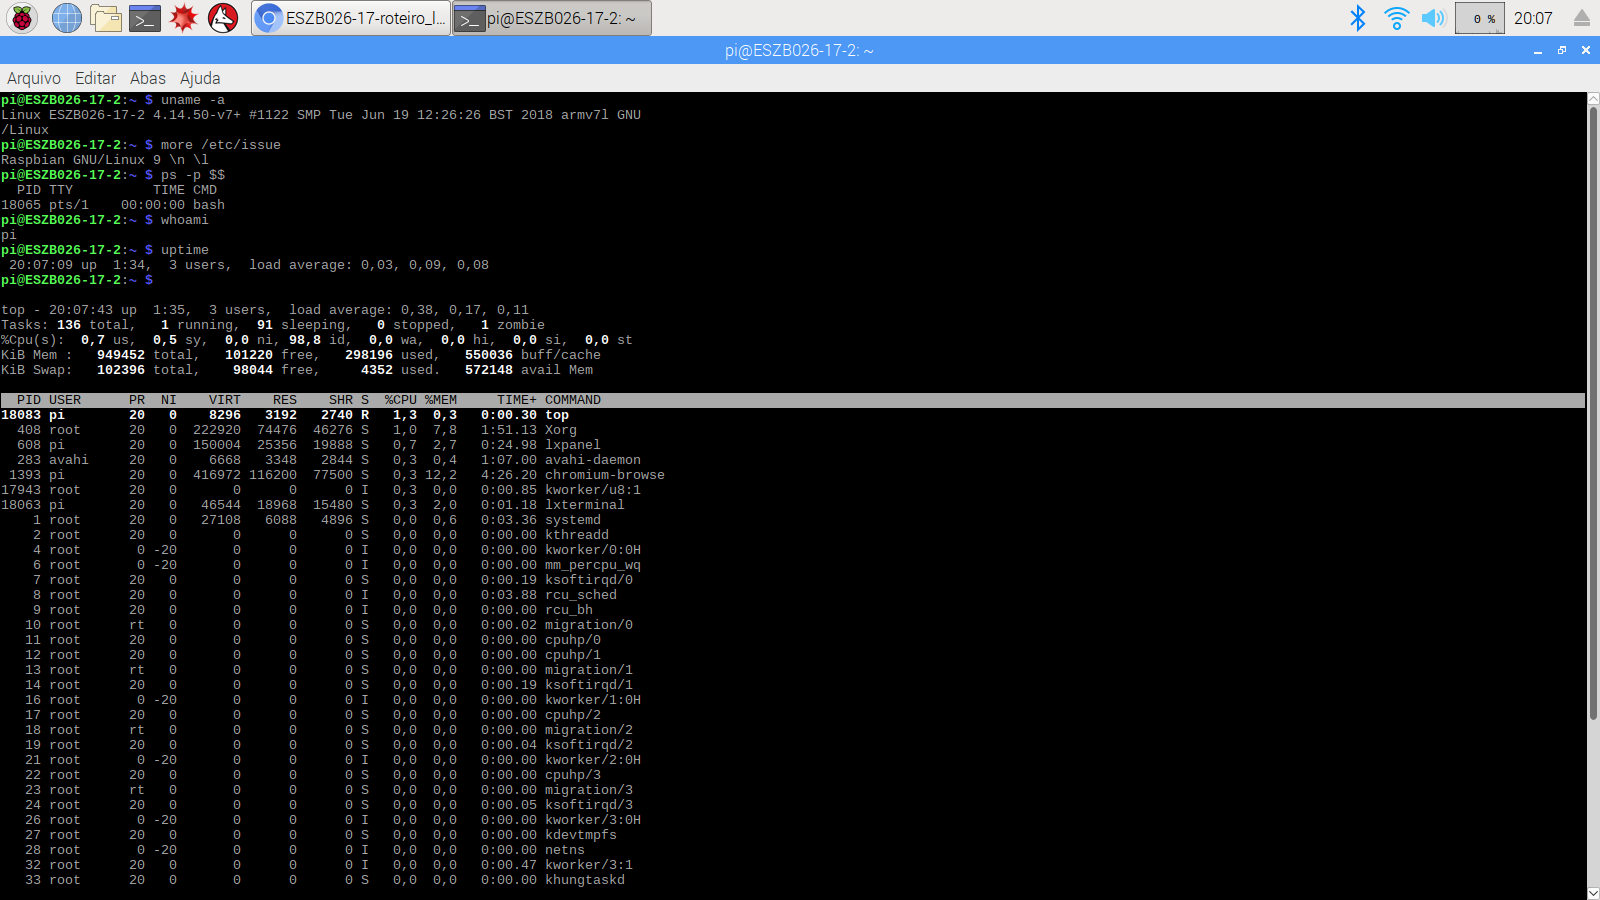 ESZB026-17-roteiro_l...
pi@ESZB026-17-2: ~
0 %
20:07
pi@ESZB026-17-2: ~
Arquivo Editar Abas Ajuda
pi@ESZB026-17-2:~ $ uname -a
Linux ESZB026-17-2 4.14.50-v7+ #1122 SMP Tue Jun 19 12:26:26 BST 2018 armv7l GNU
/Linux
pi@ESZB026-17-2:~ $ more /etc/issue
Raspbian GNU/Linux 9 \n \l
pi@ESZB026-17-2:~ $ ps -p $$
  PID TTY          TIME CMD
18065 pts/1    00:00:00 bash
pi@ESZB026-17-2:~ $ whoami
pi
pi@ESZB026-17-2:~ $ uptime
 20:07:09 up  1:34,  3 users,  load average: 0,03, 0,09, 0,08
pi@ESZB026-17-2:~ $
top - 20:07:43 up  1:35,  3 users,  load average: 0,38, 0,17, 0,11
Tasks: 136 total,   1 running,  91 sleeping,   0 stopped,   1 zombie
%Cpu(s):  0,7 us,  0,5 sy,  0,0 ni, 98,8 id,  0,0 wa,  0,0 hi,  0,0 si,  0,0 st
KiB Mem :   949452 total,   101220 free,   298196 used,   550036 buff/cache
KiB Swap:   102396 total,    98044 free,     4352 used.   572148 avail Mem
  PID USER      PR  NI    VIRT    RES    SHR S  %CPU %MEM     TIME+ COMMAND
18083 pi        20   0    8296   3192   2740 R   1,3  0,3   0:00.30 top
  408 root      20   0  222920  74476  46276 S   1,0  7,8   1:51.13 Xorg
  608 pi        20   0  150004  25356  19888 S   0,7  2,7   0:24.98 lxpanel
  283 avahi     20   0    6668   3348   2844 S   0,3  0,4   1:07.00 avahi-daemon
 1393 pi        20   0  416972 116200  77500 S   0,3 12,2   4:26.20 chromium-browse
17943 root      20   0       0      0      0 I   0,3  0,0   0:00.85 kworker/u8:1
18063 pi        20   0   46544  18968  15480 S   0,3  2,0   0:01.18 lxterminal
    1 root      20   0   27108   6088   4896 S   0,0  0,6   0:03.36 systemd
    2 root      20   0       0      0      0 S   0,0  0,0   0:00.00 kthreadd
    4 root       0 -20       0      0      0 I   0,0  0,0   0:00.00 kworker/0:0H
    6 root       0 -20       0      0      0 I   0,0  0,0   0:00.00 mm_percpu_wq
    7 root      20   0       0      0      0 S   0,0  0,0   0:00.19 ksoftirqd/0
    8 root      20   0       0      0      0 I   0,0  0,0   0:03.88 rcu_sched
    9 root      20   0       0      0      0 I   0,0  0,0   0:00.00 rcu_bh
   10 root      rt   0       0      0      0 S   0,0  0,0   0:00.02 migration/0
   11 root      20   0       0      0      0 S   0,0  0,0   0:00.00 cpuhp/0
   12 root      20   0       0      0      0 S   0,0  0,0   0:00.00 cpuhp/1
   13 root      rt   0       0      0      0 S   0,0  0,0   0:00.00 migration/1
   14 root      20   0       0      0      0 S   0,0  0,0   0:00.19 ksoftirqd/1
   16 root       0 -20       0      0      0 I   0,0  0,0   0:00.00 kworker/1:0H
   17 root      20   0       0      0      0 S   0,0  0,0   0:00.00 cpuhp/2
   18 root      rt   0       0      0      0 S   0,0  0,0   0:00.00 migration/2
   19 root      20   0       0      0      0 S   0,0  0,0   0:00.04 ksoftirqd/2
   21 root       0 -20       0      0      0 I   0,0  0,0   0:00.00 kworker/2:0H
   22 root      20   0       0      0      0 S   0,0  0,0   0:00.00 cpuhp/3
   23 root      rt   0       0      0      0 S   0,0  0,0   0:00.00 migration/3
   24 root      20   0       0      0      0 S   0,0  0,0   0:00.05 ksoftirqd/3
   26 root       0 -20       0      0      0 I   0,0  0,0   0:00.00 kworker/3:0H
   27 root      20   0       0      0      0 S   0,0  0,0   0:00.00 kdevtmpfs
   28 root       0 -20       0      0      0 I   0,0  0,0   0:00.00 netns
   32 root      20   0       0      0      0 I   0,0  0,0   0:00.47 kworker/3:1
   33 root      20   0       0      0      0 S   0,0  0,0   0:00.00 khungtaskd